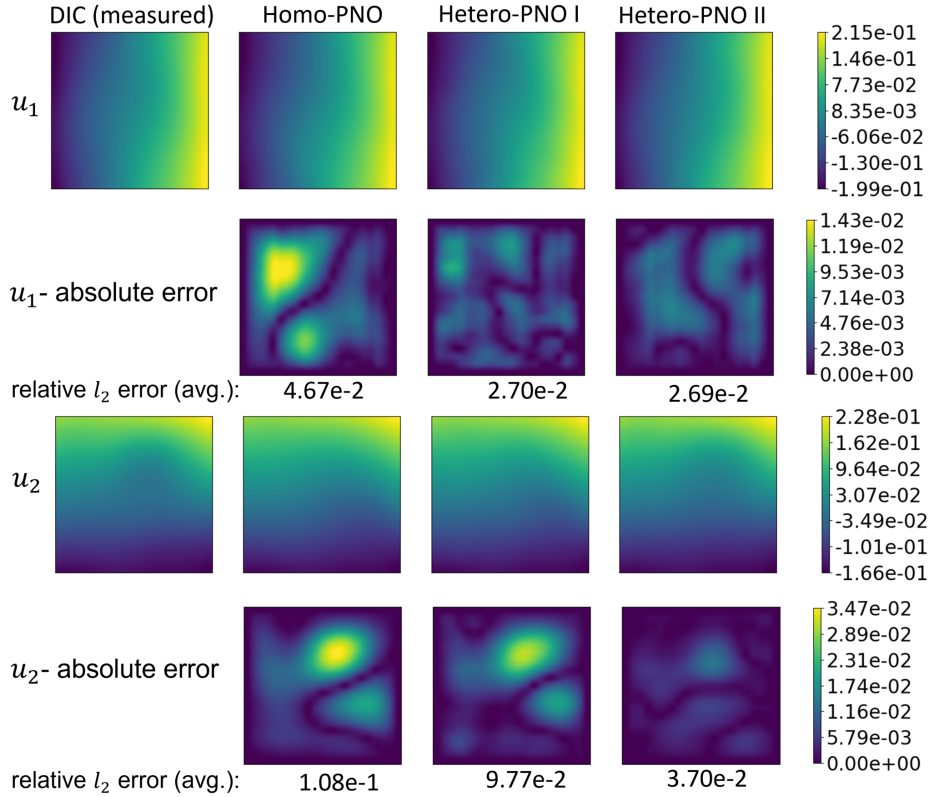 DIC (measured) Homo-PNO Hetero-PNO I Hetero-PNO II
u₁
2.15e-01
1.46e-01
7.73e-02
8.35e-03
-6.06e-02
-1.30e-01
-1.99e-01
u₁- absolute error
1.43e-02
1.19e-02
9.53e-03
7.14e-03
4.76e-03
2.38e-03
0.00e+00
relative l₂ error (avg.): 4.67e-2 2.70e-2 2.69e-2
u₂
2.28e-01
1.62e-01
9.64e-02
3.07e-02
-3.49e-02
-1.01e-01
-1.66e-01
u₂- absolute error
3.47e-02
2.89e-02
2.31e-02
1.74e-02
1.16e-02
5.79e-03
0.00e+00
relative l₂ error (avg.): 1.08e-1 9.77e-2 3.70e-2